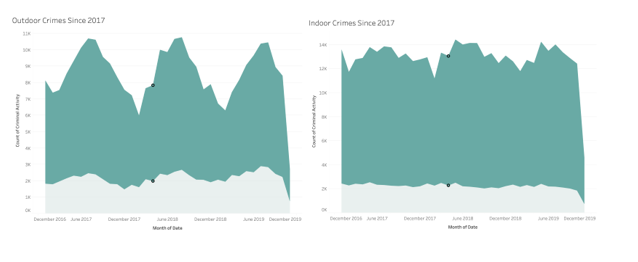 Outdoor Crimes Since 2017
11K
10K
9K
8K
7K
6K
5K
4K
3K
2K
1K
0K
Count of Criminal Activity
December 2016 June 2017 December 2017 June 2018 December 2018 June 2019 December 2019
Month of Date
Indoor Crimes Since 2017
14K
12K
10K
8K
6K
4K
2K
0K
Count of Criminal Activity
December 2016 June 2017 December 2017 June 2018 December 2018 June 2019 December 2019
Month of Date